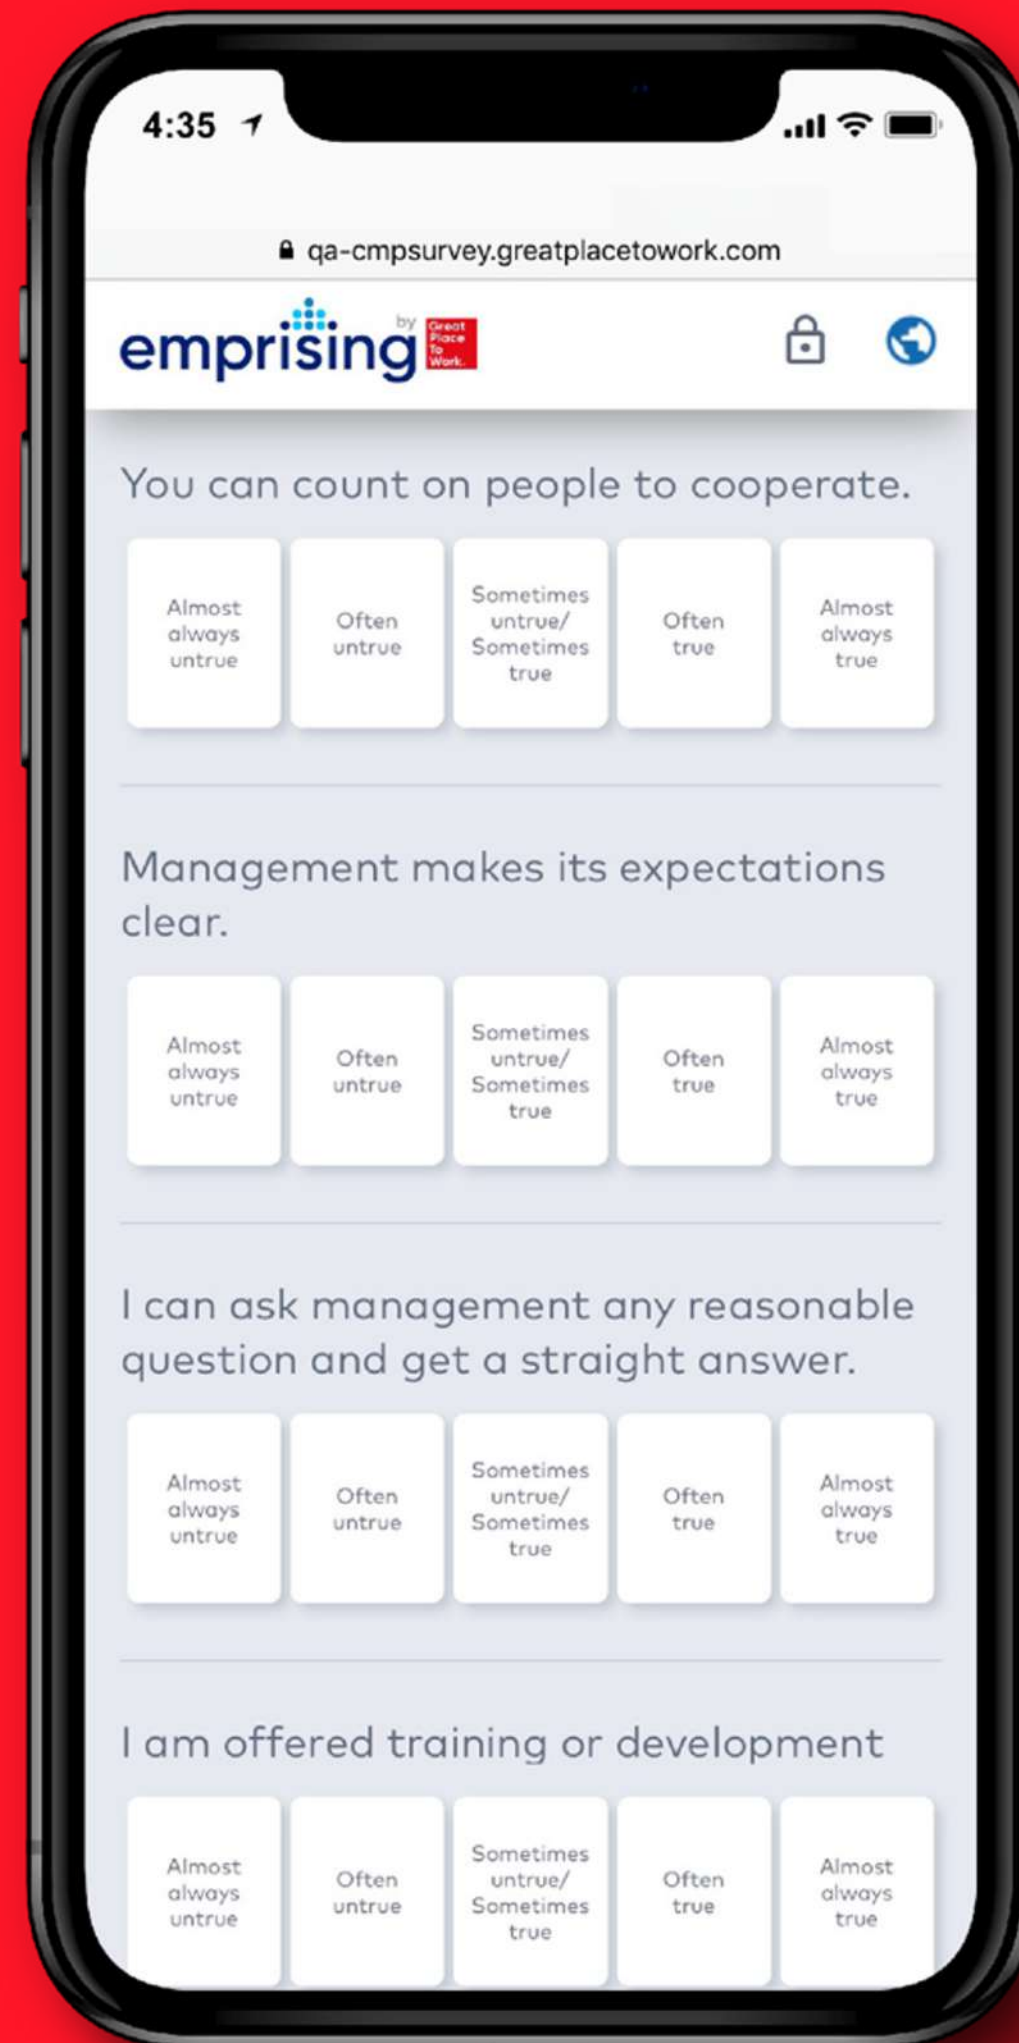 4:35
qa-cmpsurvey.greatplacetowork.com
emprising by Great
Place
To
Work.
You can count on people to cooperate.
Almost
always
untrue
Often
untrue
Sometimes
untrue/
Sometimes
true
Often
true
Almost
always
true
Management makes its expectations
clear.
Almost
always
untrue
Often
untrue
Sometimes
untrue/
Sometimes
true
Often
true
Almost
always
true
I can ask management any reasonable
question and get a straight answer.
Almost
always
untrue
Often
untrue
Sometimes
untrue/
Sometimes
true
Often
true
Almost
always
true
I am offered training or development
Almost
always
untrue
Often
untrue
Sometimes
untrue/
Sometimes
true
Often
true
Almost
always
true